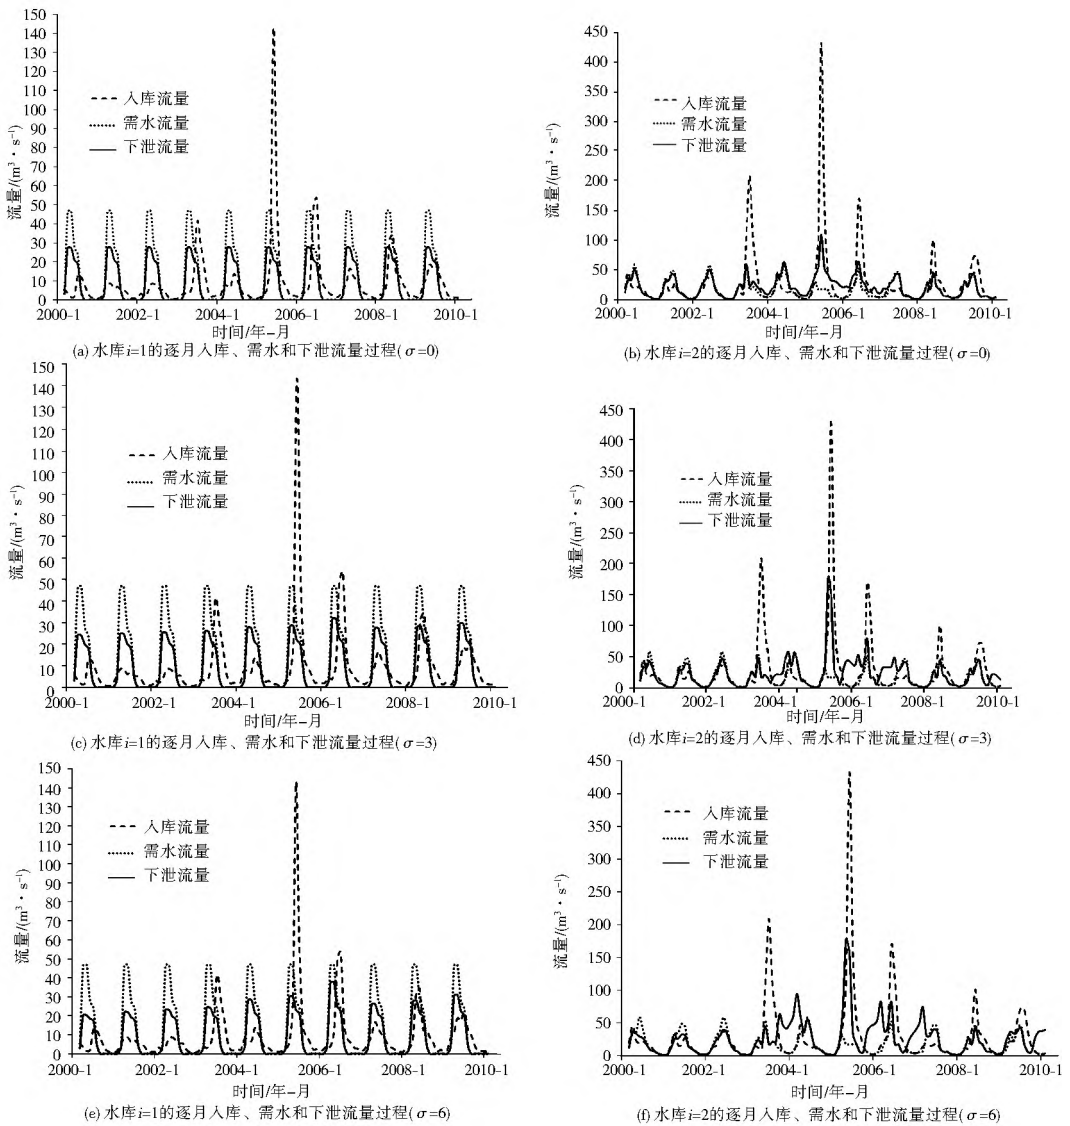 150
140
130
120
110
100
90
80
70
60
50
40
30
20
10
0
流量/(m³·s⁻¹)
入库流量
需水流量
下泄流量
2000-1 2002-1 2004-1 2006-1 2008-1 2010-1
时间/年-月
(a) 水库i=1的逐月入库、需水和下泄流量过程(σ=0)
450
400
350
300
250
200
150
100
50
0
流量/(m³·s⁻¹)
入库流量
需水流量
下泄流量
2000-1 2002-1 2004-1 2006-1 2008-1 2010-1
时间/年-月
(b) 水库i=2的逐月入库、需水和下泄流量过程(σ=0)
150
140
130
120
110
100
90
80
70
60
50
40
30
20
10
0
流量/(m³·s⁻¹)
入库流量
需水流量
下泄流量
2000-1 2002-1 2004-1 2006-1 2008-1 2010-1
时间/年-月
(c) 水库i=1的逐月入库、需水和下泄流量过程(σ=3)
450
400
350
300
250
200
150
100
50
0
流量/(m³·s⁻¹)
入库流量
需水流量
下泄流量
2000-1 2002-1 2004-1 2006-1 2008-1 2010-1
时间/年-月
(d) 水库i=2的逐月入库、需水和下泄流量过程(σ=3)
150
140
130
120
110
100
90
80
70
60
50
40
30
20
10
0
流量/(m³·s⁻¹)
入库流量
需水流量
下泄流量
2000-1 2002-1 2004-1 2006-1 2008-1 2010-1
时间/年-月
(e) 水库i=1的逐月入库、需水和下泄流量过程(σ=6)
450
400
350
300
250
200
150
100
50
0
流量/(m³·s⁻¹)
入库流量
需水流量
下泄流量
2000-1 2002-1 2004-1 2006-1 2008-1 2010-1
时间/年-月
(f) 水库i=2的逐月入库、需水和下泄流量过程(σ=6)